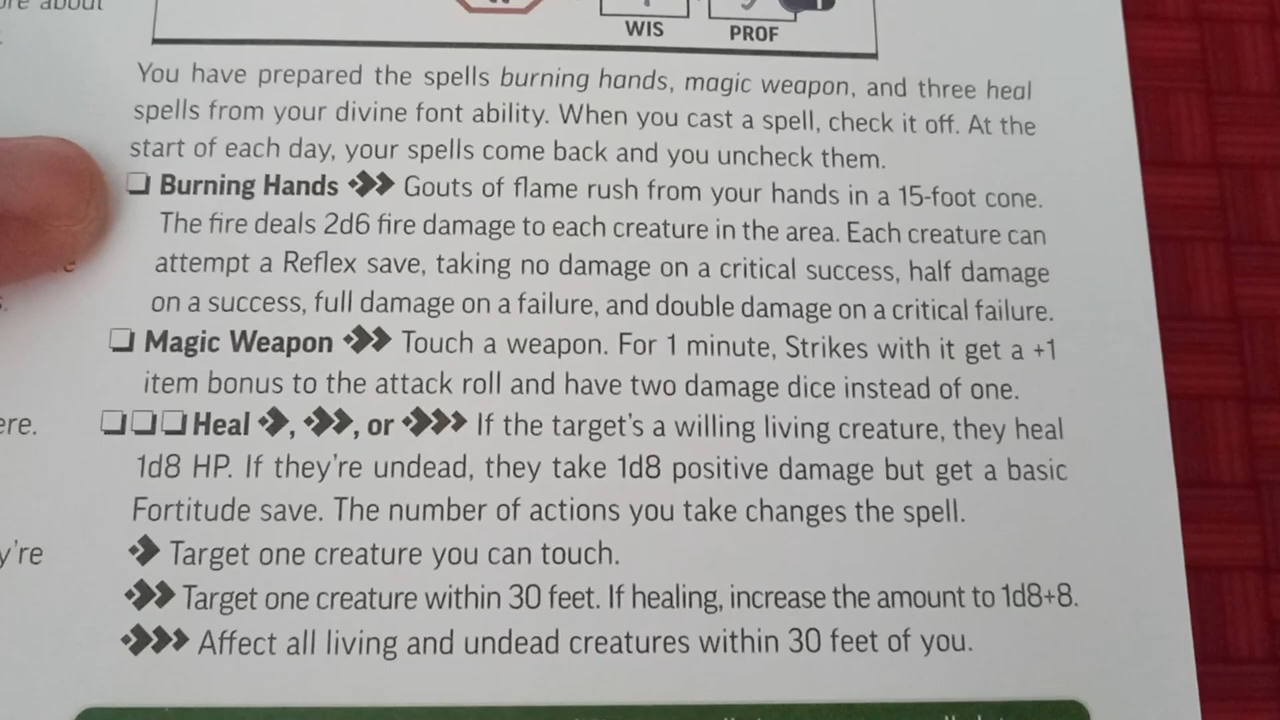 about
WIS
PROF
You have prepared the spells burning hands, magic weapon, and three heal
spells from your divine font ability. When you cast a spell, check it off. At the
start of each day, your spells come back and you uncheck them.
Burning Hands Gouts of flame rush from your hands in a 15-foot cone.
The fire deals 2d6 fire damage to each creature in the area. Each creature can
attempt a Reflex save, taking no damage on a critical success, half damage
on a success, full damage on a failure, and double damage on a critical failure.
Magic Weapon Touch a weapon. For 1 minute, Strikes with it get a +1
item bonus to the attack roll and have two damage dice instead of one.
ere.
Heal , , or If the target's a willing living creature, they heal
1d8 HP. If they're undead, they take 1d8 positive damage but get a basic
Fortitude save. The number of actions you take changes the spell.
y're
Target one creature you can touch.
Target one creature within 30 feet. If healing, increase the amount to 1d8+8.
Affect all living and undead creatures within 30 feet of you.